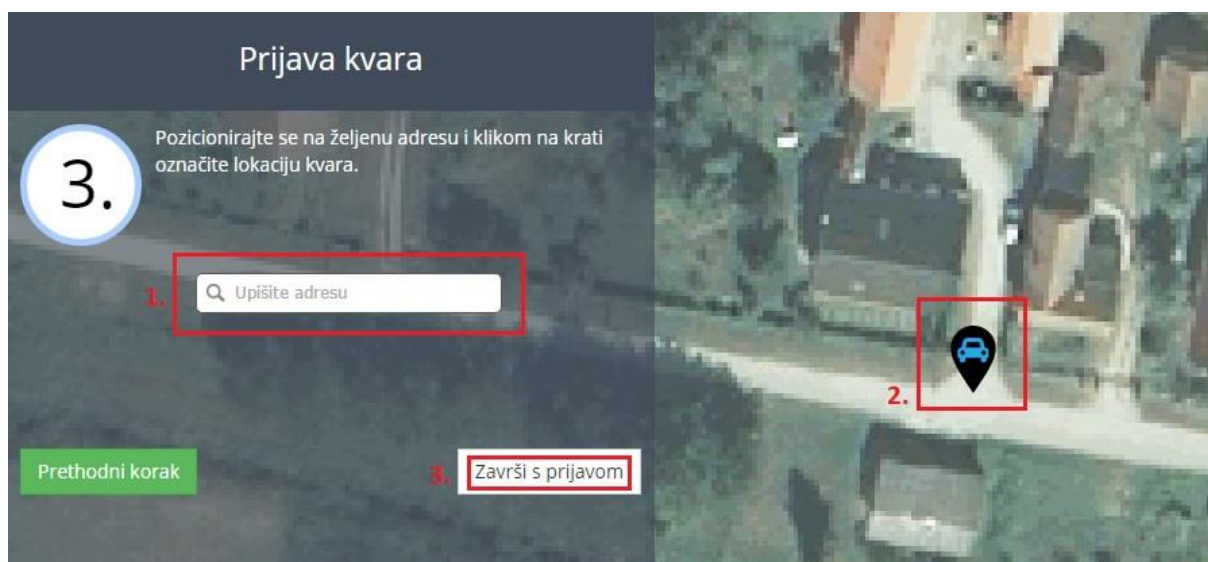 Prijava kvara
3.
Pozicionirajte se na željenu adresu i klikom na krati
označite lokaciju kvara.
1.
Upišite adresu
2.
Prethodni korak
3.
Završi s prijavom